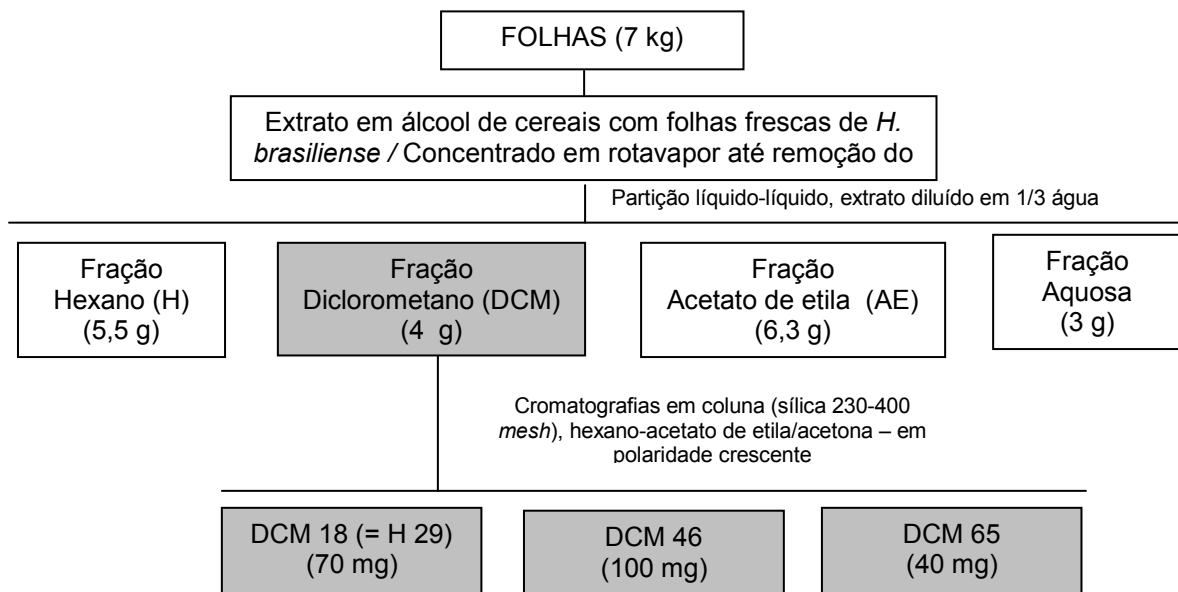 FOLHAS (7 kg)
Extrato em álcool de cereais com folhas frescas de H.
brasiliense / Concentrado em rotavapor até remoção do
Partição líquido-líquido, extrato diluído em 1/3 água
Fração
Hexano (H)
(5,5 g)
Fração
Diclorometano (DCM)
(4 g)
Fração
Acetato de etila (AE)
(6,3 g)
Fração
Aquosa
(3 g)
Cromatografias em coluna (sílica 230-400
mesh), hexano-acetato de etila/acetona – em
polaridade crescente
DCM 18 (= H 29)
(70 mg)
DCM 46
(100 mg)
DCM 65
(40 mg)